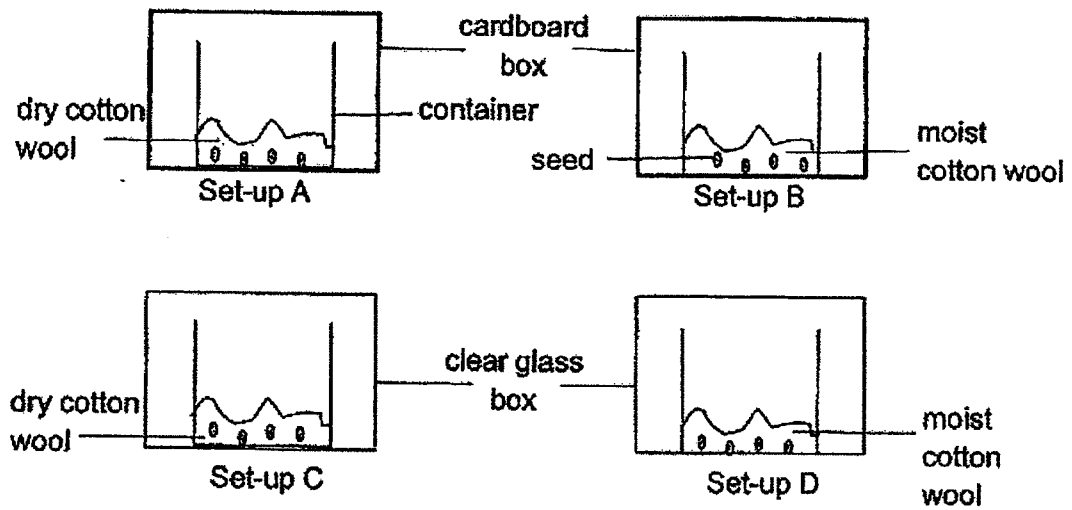 cardboard
box
dry cotton
wool
container
seed
moist
cotton wool
Set-up A
Set-up B
clear glass
box
dry cotton
wool
moist
cotton
wool
Set-up C
Set-up D